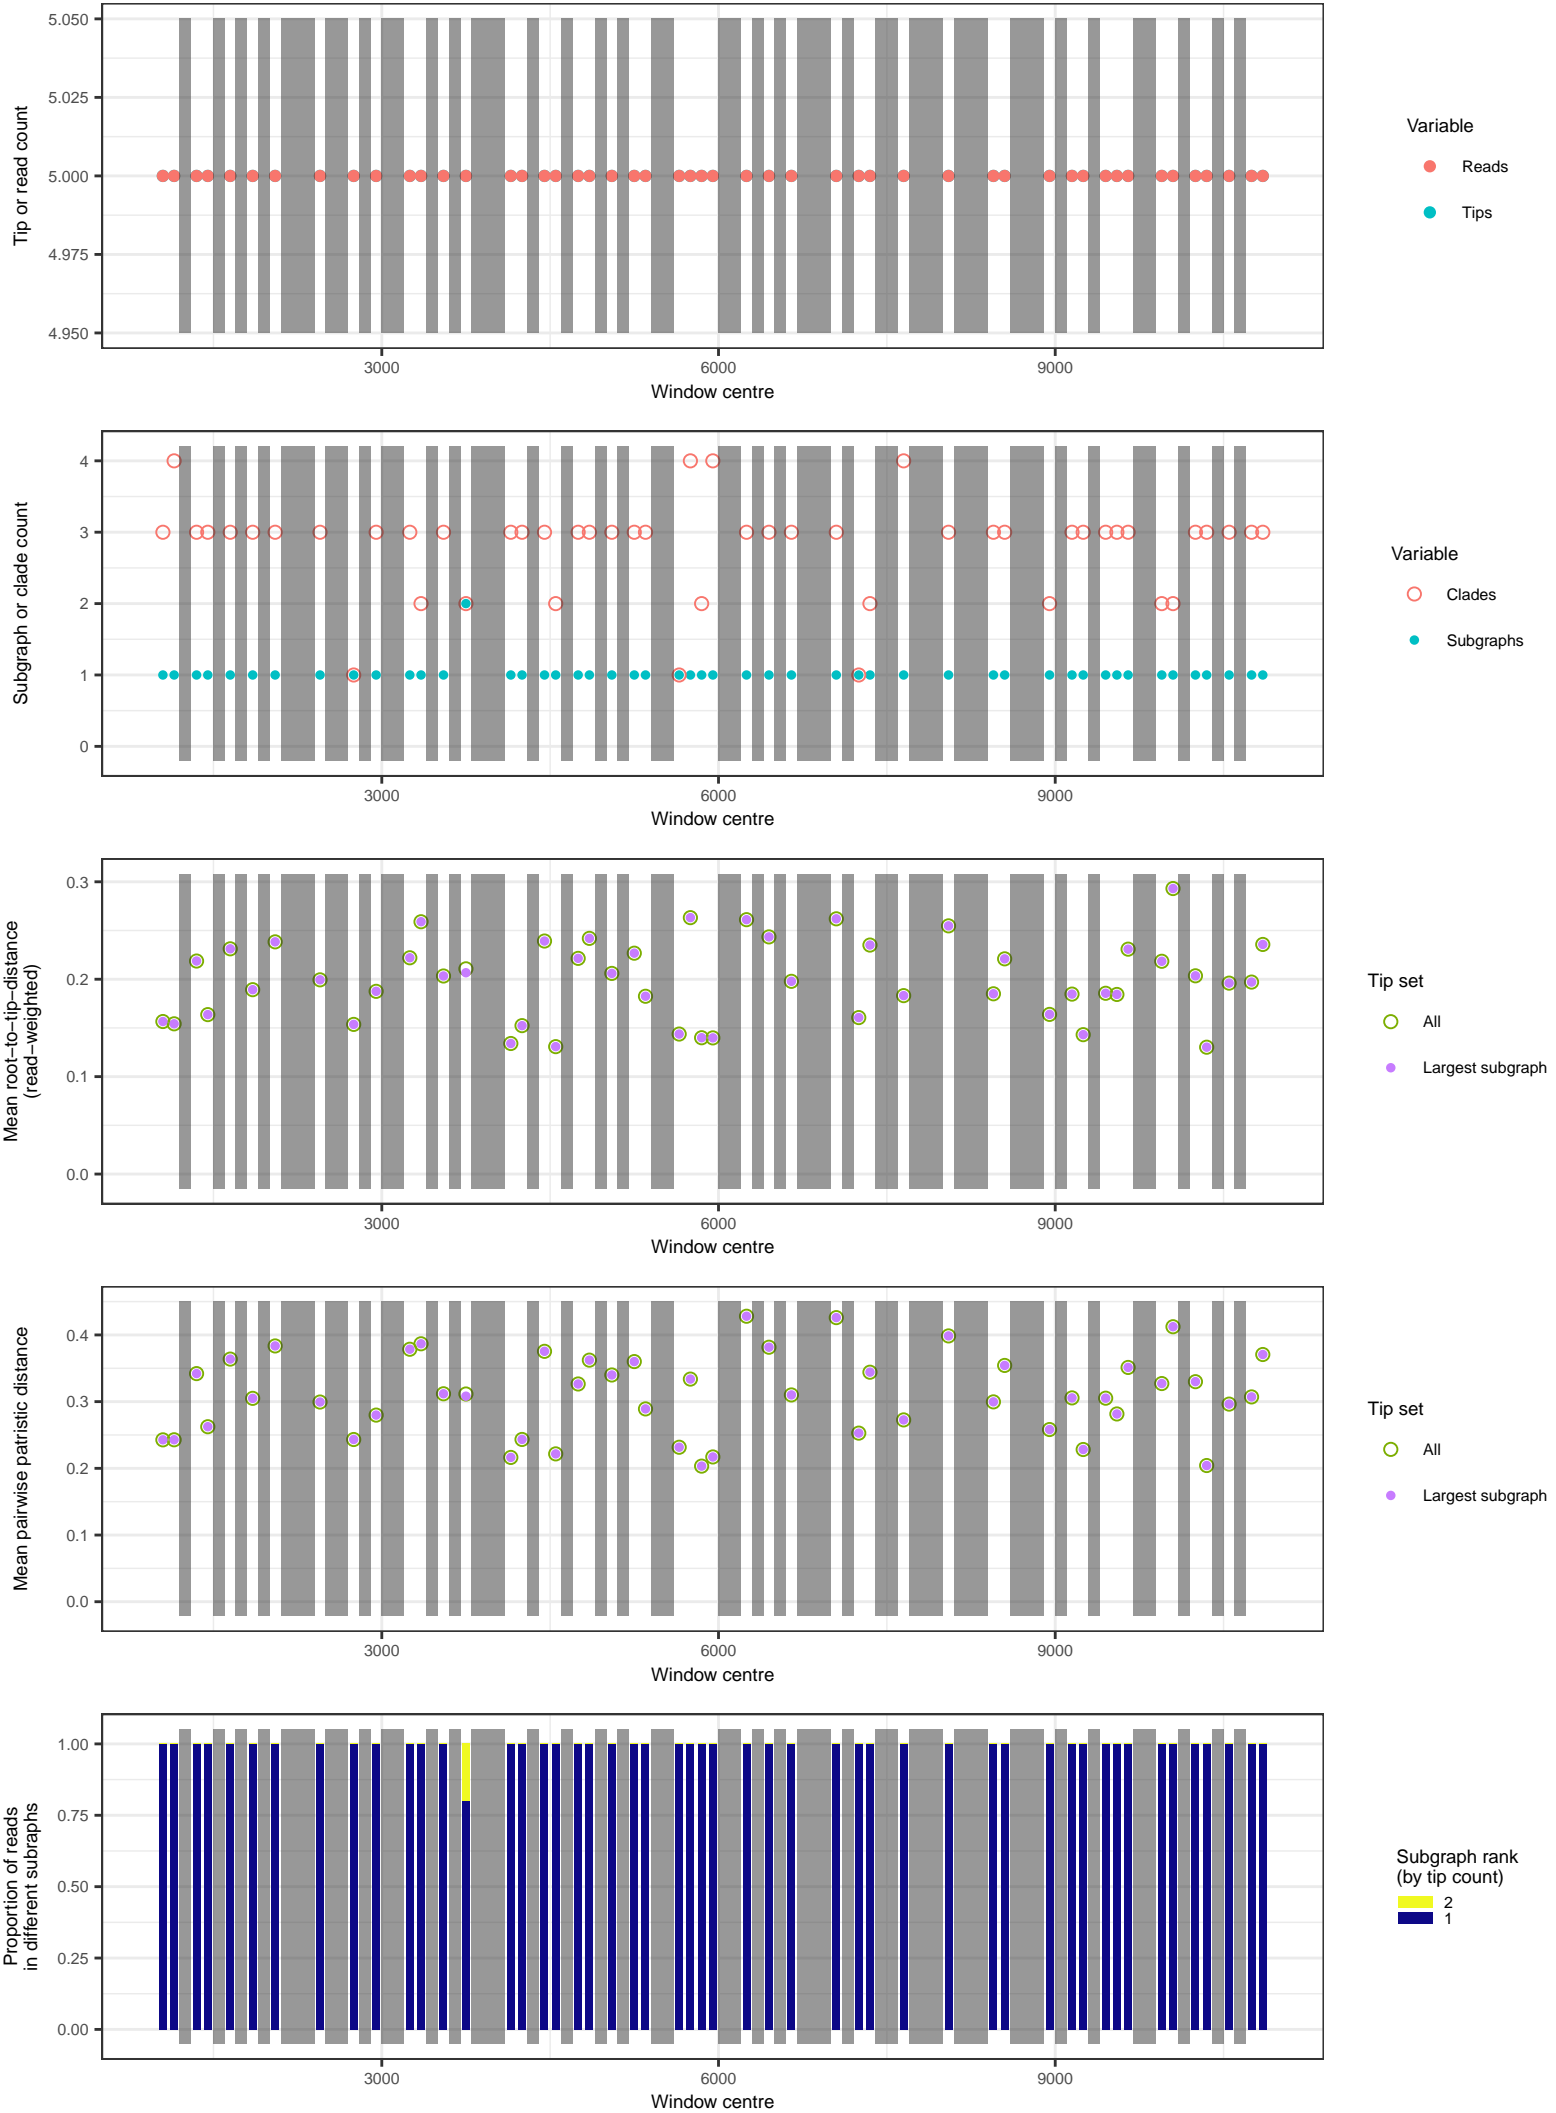 5.050
5.025
5.000
4.975
4.950
Tip or read count
3000 6000 9000
Window centre
Variable
Reads
Tips
4
3
2
1
0
Subgraph or clade count
3000 6000 9000
Window centre
Variable
Clades
Subgraphs
0.3
0.2
0.1
0.0
Mean root−to−tip−distance
(read−weighted)
3000 6000 9000
Window centre
Tip set
All
Largest subgraph
0.4
0.3
0.2
0.1
0.0
Mean pairwise patristic distance
3000 6000 9000
Window centre
Tip set
All
Largest subgraph
1.00
0.75
0.50
0.25
0.00
Proportion of reads
in different subraphs
3000 6000 9000
Window centre
Subgraph rank
(by tip count)
2
1